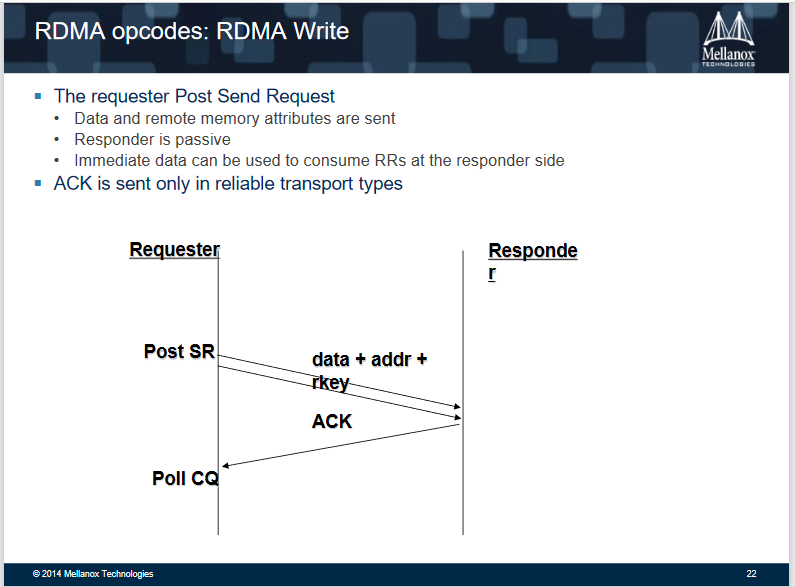 RDMA opcodes: RDMA Write
Mellanox
TECHNOLOGIES
The requester Post Send Request
• Data and remote memory attributes are sent
• Responder is passive
• Immediate data can be used to consume RRs at the responder side
ACK is sent only in reliable transport types
Requester
Responde
r
Post SR
data + addr +
rkey
ACK
Poll CQ
© 2014 Mellanox Technologies
22